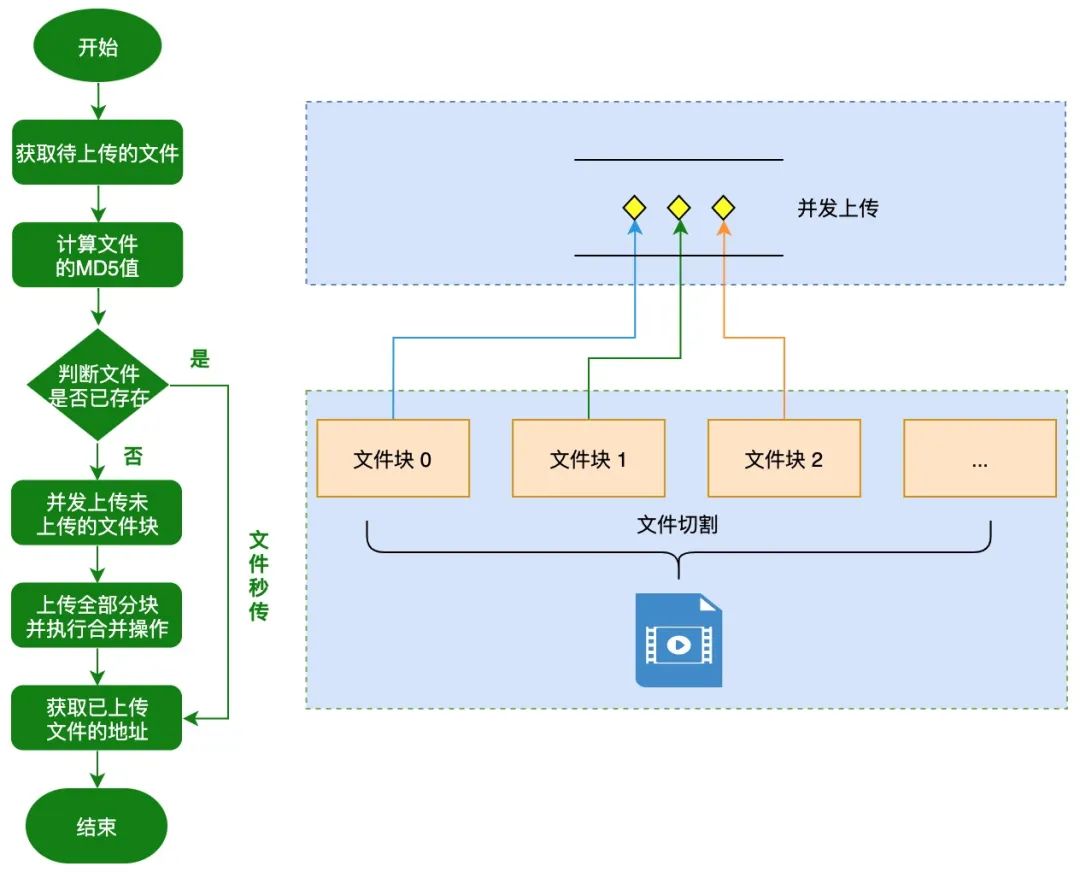 开始
获取待上传的文件
计算文件
的MD5值
判断文件
是否已存在
是
否
并发上传未
上传的文件块
上传全部分块
并执行合并操作
获取已上传
文件的地址
结束
文件秒传
并发上传
文件块 0
文件块 1
文件块 2
...
文件切割